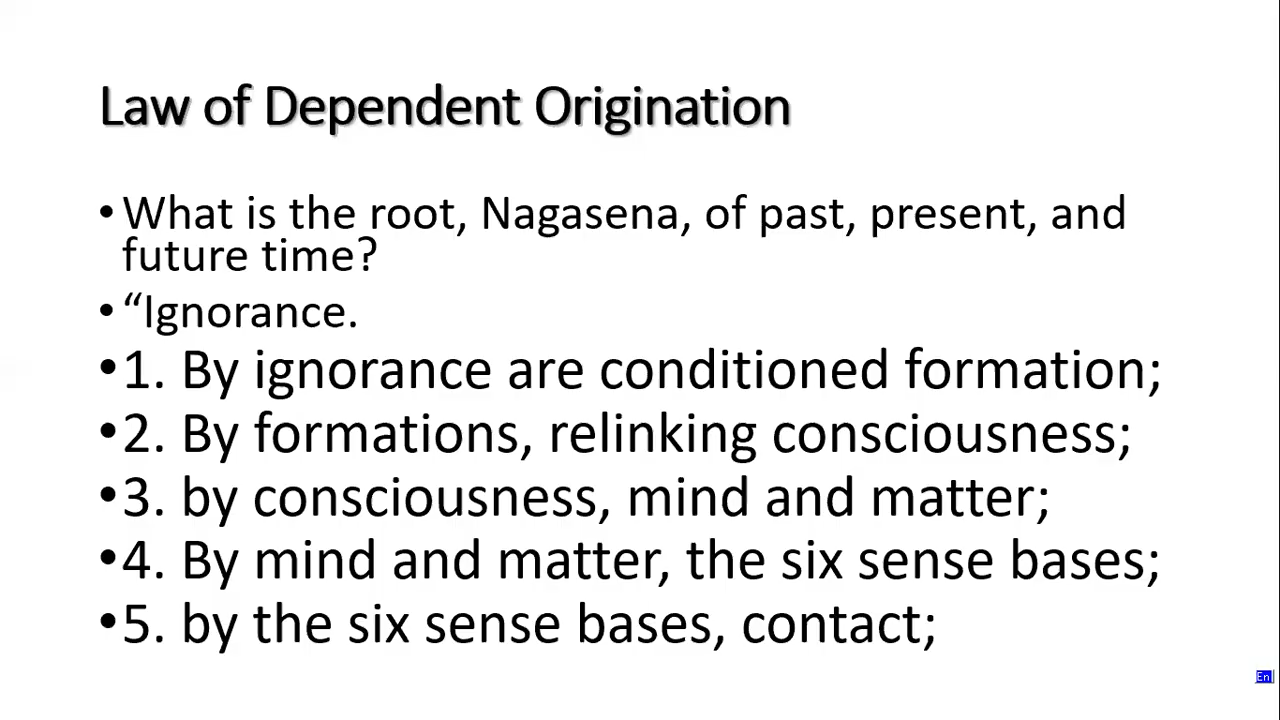 Law of Dependent Origination
• What is the root, Nagasena, of past, present, and
future time?
• “Ignorance.
• 1. By ignorance are conditioned formation;
• 2. By formations, relinking consciousness;
• 3. by consciousness, mind and matter;
• 4. By mind and matter, the six sense bases;
• 5. by the six sense bases, contact;
En